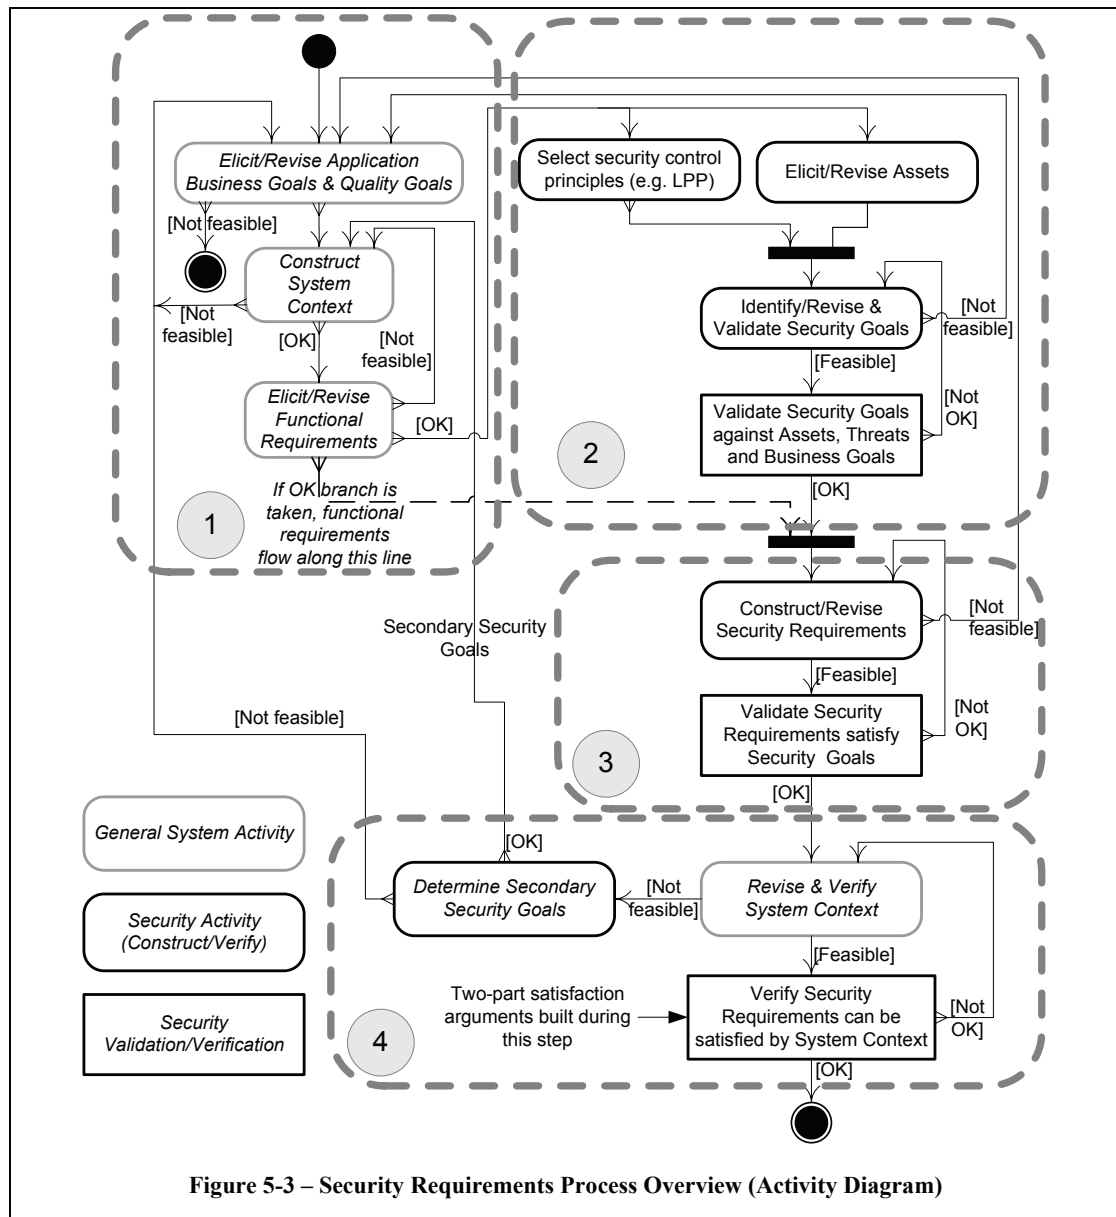 Elicit/Revise Application
Business Goals & Quality Goals
[Not feasible]
Construct
System
Context
[Not
feasible]
[OK]
[Not
feasible]
Elicit/Revise
Functional
Requirements
[OK]
If OK branch is
taken, functional
requirements
flow along this line
1
Select security control
principles (e.g. LPP)
Elicit/Revise Assets
Identify/Revise &
Validate Security Goals
[Not
feasible]
[Feasible]
Validate Security Goals
against Assets, Threats
and Business Goals
[Not
OK]
[OK]
2
Construct/Revise
Security Requirements
[Not
feasible]
[Feasible]
Validate Security
Requirements satisfy
Security Goals
[Not
OK]
[OK]
3
Secondary Security
Goals
[Not feasible]
[OK]
Determine Secondary
Security Goals
[Not
feasible]
Revise & Verify
System Context
[Feasible]
Two-part satisfaction
arguments built during
this step
Verify Security
Requirements can be
satisfied by System Context
[Not
OK]
[OK]
4
General System Activity
Security Activity
(Construct/Verify)
Security
Validation/Verification
Figure 5-3 – Security Requirements Process Overview (Activity Diagram)